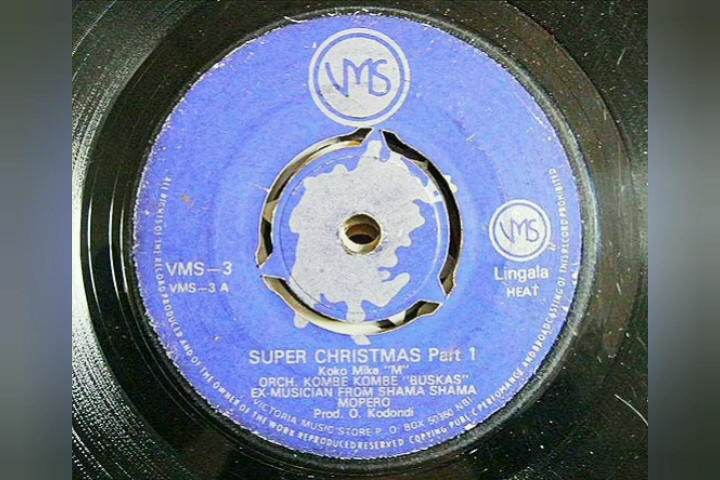 VMS
VMS
VMS-3
VMS-3 A
Lingala
HEAT
SUPER CHRISTMAS Part 1
Koko Mike "M"
ORCH. KOMBE KOMBE "BUSKAS"
EX-MUSICIAN FROM SHAMA SHAMA
MOPERO
Prod. O. Kodondi
VICTORIA MUSIC STORE P. O. BOX 50360 NBI
ALL RIGHTS OF THE RECORD PRODUCED AND OF THE OWNER OF THE WORK REPRODUCED RESERVED COPYING PUBLIC PERFORMANCE AND BROADCASTING OF THIS RECORD PROHIBITED